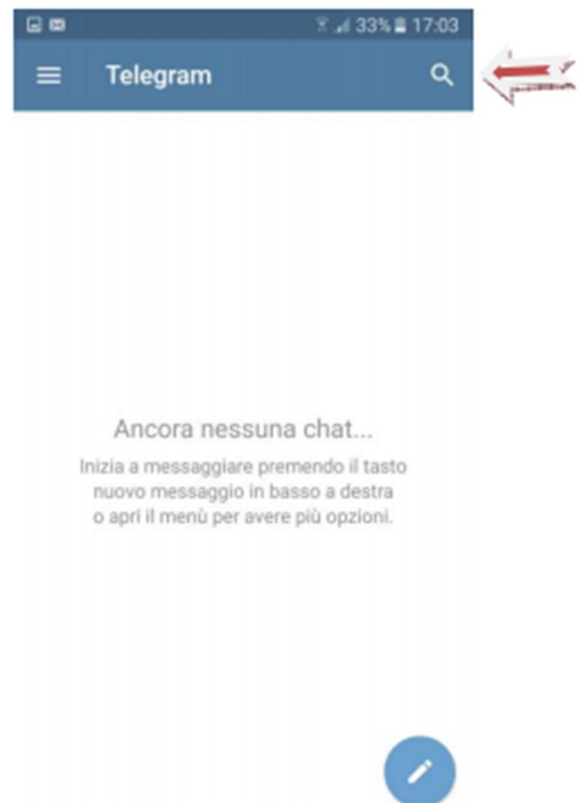 33% 17:03
Telegram
Ancora nessuna chat...
Inizia a messaggiare premendo il tasto
nuovo messaggio in basso a destra
o apri il menù per avere più opzioni.